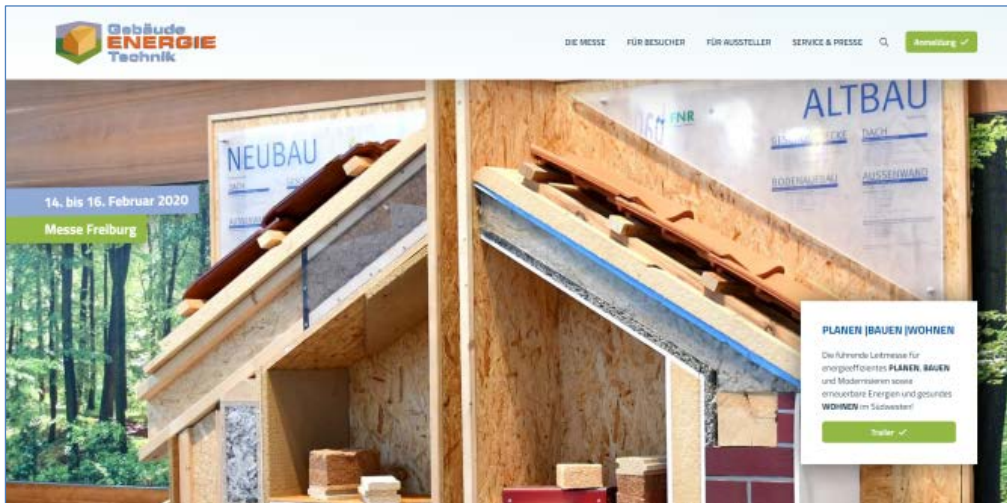 Gebäude
ENERGIE
Technik
DIE MESSE FÜR BESUCHER FÜR AUSSTELLER SERVICE & PRESSE Anmeldung
ALTBAU
FNR
NEUBAU
DACH
DACH
BODENAUFBAU AUSSENWAND
14. bis 16. Februar 2020
Messe Freiburg
PLANEN |BAUEN |WOHNEN
Die führende Leitmesse für
energieeffizientes PLANEN, BAUEN
und Modernisieren sowie
erneuerbare Energien und gesundes
WOHNEN im Südwesten!
Trailer